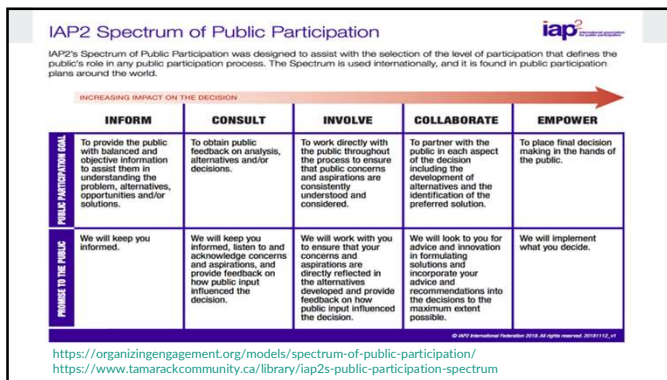 IAP2 Spectrum of Public Participation
iap2
IAP2's Spectrum of Public Participation was designed to assist with the selection of the level of participation that defines the
public's role in any public participation process. The Spectrum is used internationally, and it is found in public participation
plans around the world.
INCREASING IMPACT ON THE DECISION
INFORM
CONSULT
INVOLVE
COLLABORATE
EMPOWER
PUBLIC PARTICIPATION GOAL
To provide the public
with balanced and
objective information
to assist them in
understanding the
problem, alternatives,
opportunities and/or
solutions.
To obtain public
feedback on analysis,
alternatives and/or
decisions.
To work directly with
the public throughout
the process to ensure
that public concerns
and aspirations are
consistently
understood and
considered.
To partner with the
public in each aspect
of the decision
including the
development of
alternatives and the
identification of the
preferred solution.
To place final decision
making in the hands of
the public.
PROMISE TO THE PUBLIC
We will keep you
informed.
We will keep you
informed, listen to and
acknowledge concerns
and aspirations, and
provide feedback on
how public input
influenced the
decision.
We will work with you
to ensure that your
concerns and
aspirations are
directly reflected in
the alternatives
developed and provide
feedback on how
public input influenced
the decision.
We will look to you for
advice and innovation
in formulating
solutions and
incorporate your
advice and
recommendations into
the decisions to the
maximum extent
possible.
We will implement
what you decide.
© IAP2 International Federation 2018. All rights reserved. 20181112_v1
https://organizingengagement.org/models/spectrum-of-public-participation/
https://www.tamarackcommunity.ca/library/iap2s-public-participation-spectrum